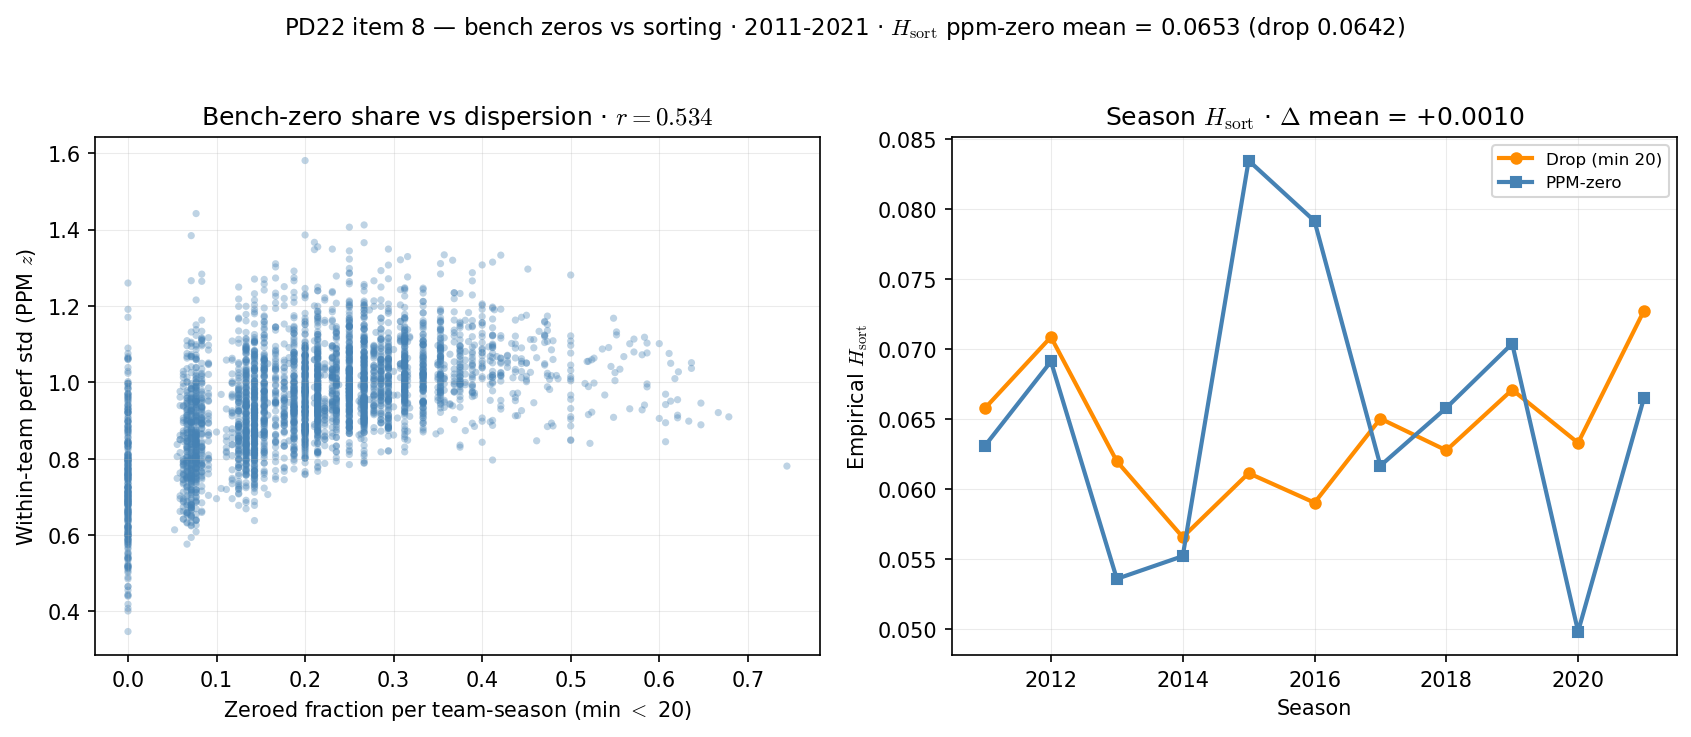 PD22 item 8 — bench zeros vs sorting · 2011-2021 · H_sort ppm-zero mean = 0.0653 (drop 0.0642)
Bench-zero share vs dispersion · r = 0.534
Within-team perf std (PPM z)
1.6
1.4
1.2
1.0
0.8
0.6
0.4
0.0 0.1 0.2 0.3 0.4 0.5 0.6 0.7
Zeroed fraction per team-season (min < 20)
Season H_sort · Δ mean = +0.0010
Empirical H_sort
0.085
0.080
0.075
0.070
0.065
0.060
0.055
0.050
Drop (min 20)
PPM-zero
2012 2014 2016 2018 2020
Season